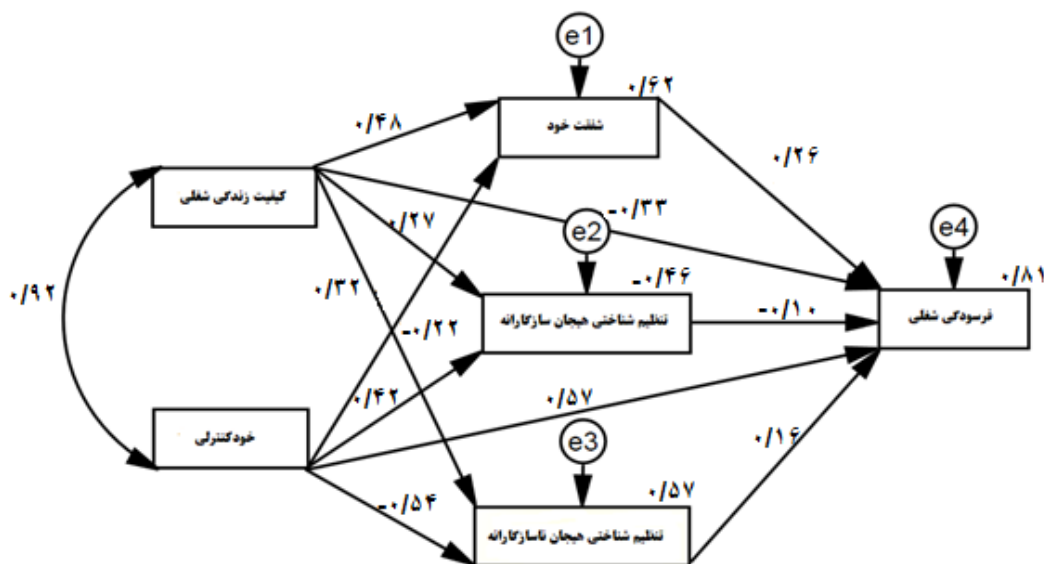 e1
۰/۶۲
شفقت خود
۰/۴۸
۰/۲۶
کیفیت زندگی شغلی
-۰/۳۳
۰/۲۷
e2
e4
۰/۹۲
۰/۳۲
-۰/۴۶
۰/۸۱
تنظیم شناختی هیجان سازگارانه
-۰/۱۰
فرسودگی شغلی
-۰/۲۲
۰/۴۲
۰/۵۷
خودکنترلی
e3
۰/۱۶
-۰/۵۴
۰/۵۷
تنظیم شناختی هیجان ناسازگارانه